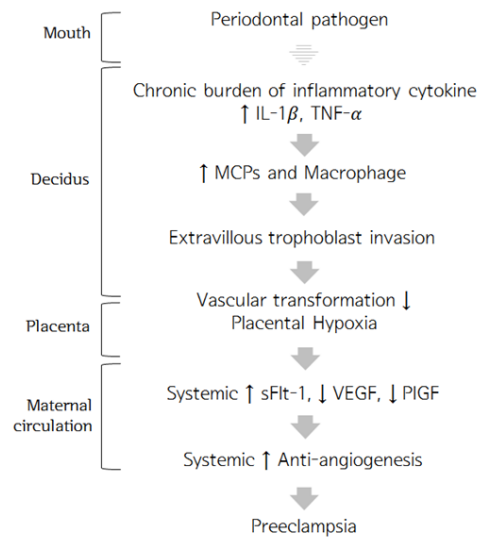 Mouth
Periodontal pathogen
Chronic burden of inflammatory cytokine
↑ IL-1β, TNF-α
Decidus
↑ MCPs and Macrophage
Extravillous trophoblast invasion
Vascular transformation ↓
Placenta
Placental Hypoxia
Systemic ↑ sFlt-1, ↓ VEGF, ↓ PIGF
Maternal
circulation
Systemic ↑ Anti-angiogenesis
Preeclampsia